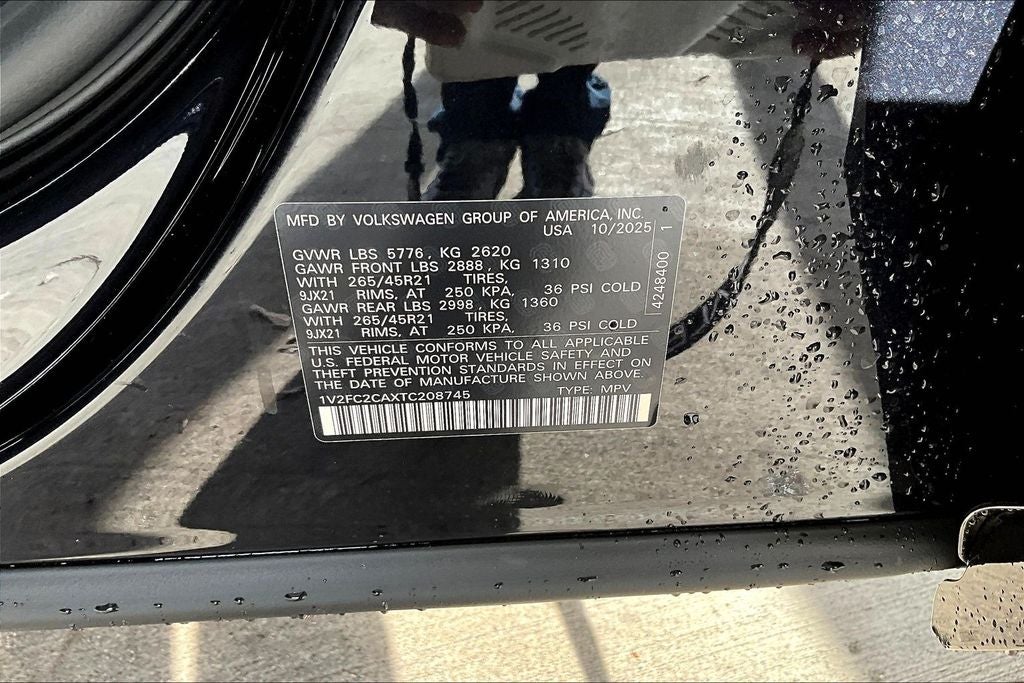 MFD BY VOLKSWAGEN GROUP OF AMERICA, INC.
USA 10/2025
GVWR LBS 5776, KG 2620
GAWR FRONT LBS 2888, KG 1310
WITH 265/45R21 TIRES,
9JX21 RIMS, AT 250 KPA, 36 PSI COLD
GAWR REAR LBS 2998, KG 1360
WITH 265/45R21 TIRES,
9JX21 RIMS, AT 250 KPA, 36 PSI COLD
THIS VEHICLE CONFORMS TO ALL APPLICABLE
U.S. FEDERAL MOTOR VEHICLE SAFETY AND
THEFT PREVENTION STANDARDS IN EFFECT ON
THE DATE OF MANUFACTURE SHOWN ABOVE.
1V2FC2CAXTC208745 TYPE: MPV
4248400 1